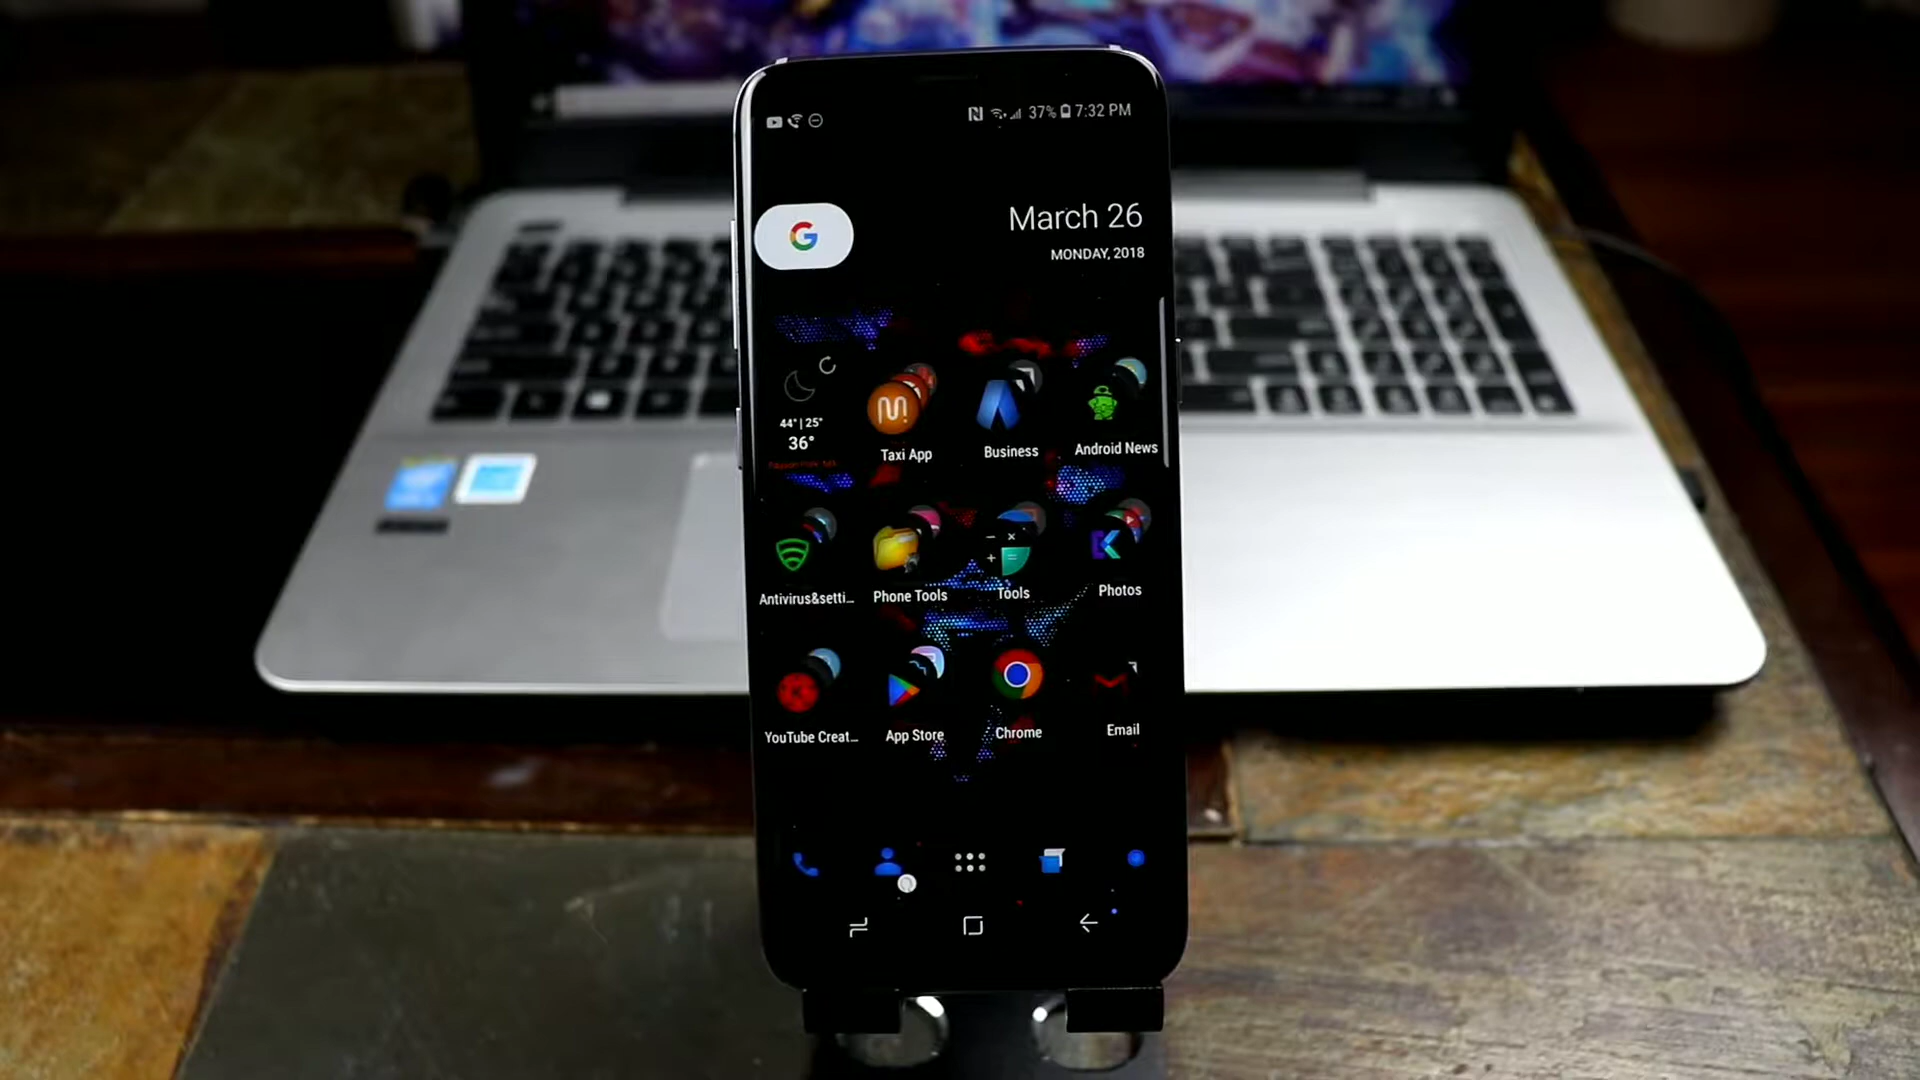 37% 7:32 PM
March 26
MONDAY, 2018
44° | 25°
36°
Taxi App
Business
Android News
Antivirus&setti...
Phone Tools
Tools
Photos
YouTube Creat...
App Store
Chrome
Email